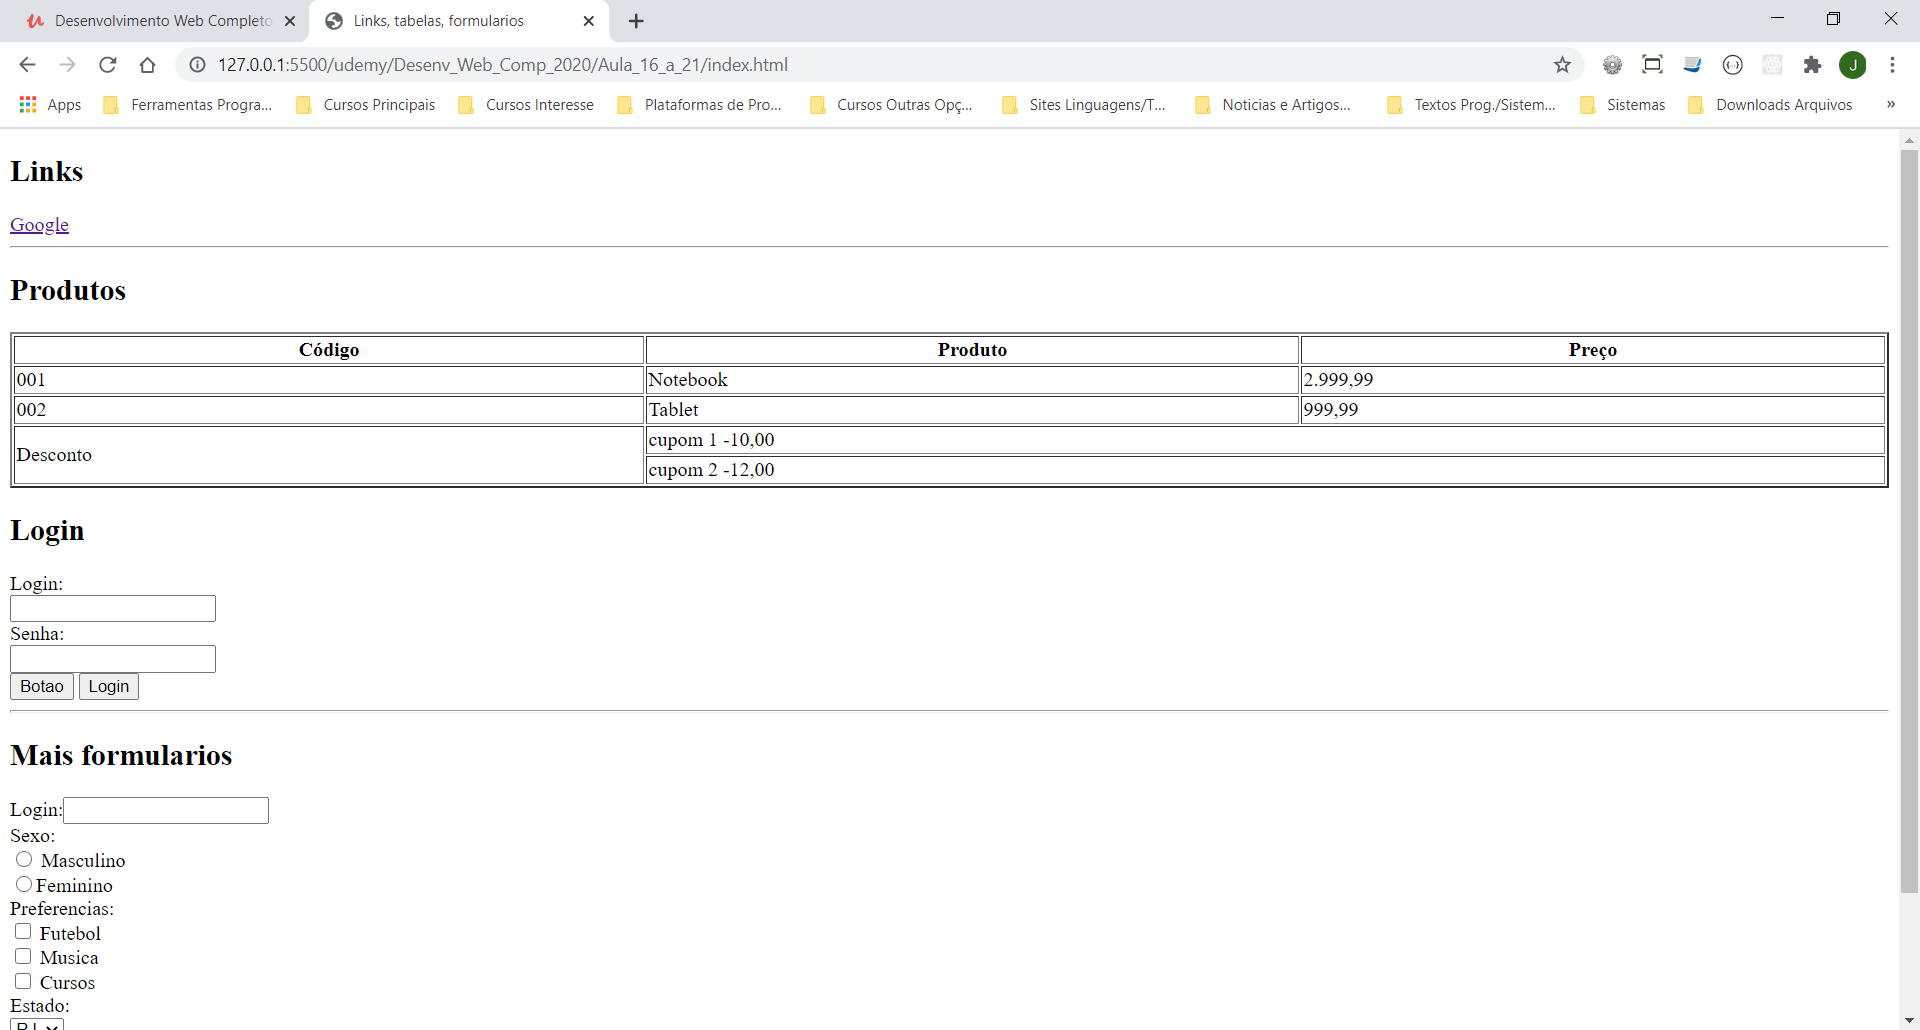 Desenvolvimento Web Completo
Links, tabelas, formularios
127.0.0.1:5500/udemy/Desenv_Web_Comp_2020/Aula_16_a_21/index.html
J
Apps
Ferramentas Progra...
Cursos Principais
Cursos Interesse
Plataformas de Pro...
Cursos Outras Opç...
Sites Linguagens/T...
Noticias e Artigos...
Textos Prog./Sistem...
Sistemas
Downloads Arquivos
»
Links
Google
Produtos
Código Produto Preço
001 Notebook 2.999,99
002 Tablet 999,99
Desconto
cupom 1 -10,00
cupom 2 -12,00
Login
Login:
Senha:
Botao Login
Mais formularios
Login:
Sexo:
Masculino
Feminino
Preferencias:
Futebol
Musica
Cursos
Estado: